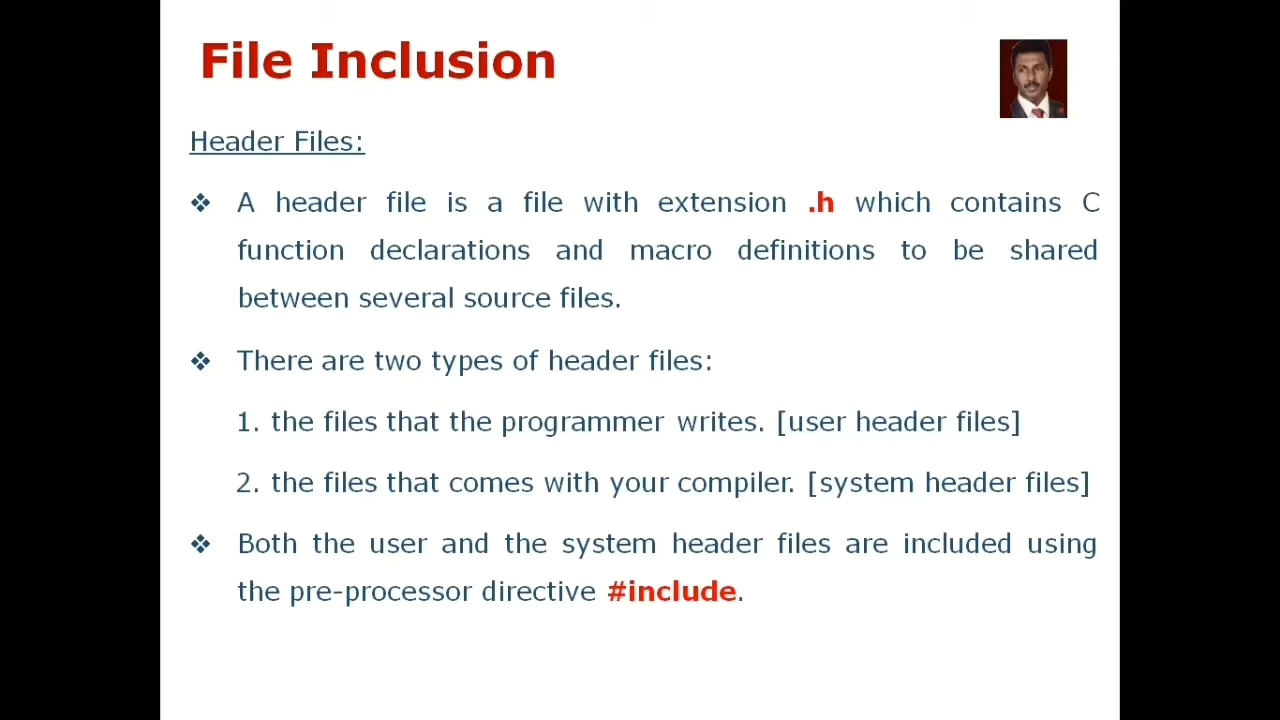 File Inclusion
Header Files:
❖ A header file is a file with extension .h which contains C
function declarations and macro definitions to be shared
between several source files.
❖ There are two types of header files:
1. the files that the programmer writes. [user header files]
2. the files that comes with your compiler. [system header files]
❖ Both the user and the system header files are included using
the pre-processor directive #include.